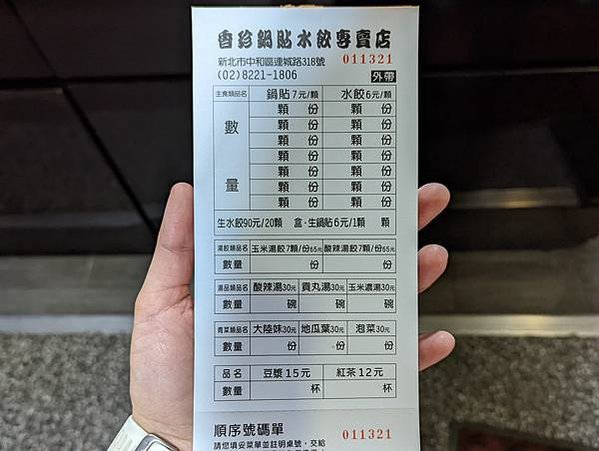 香珍鍋貼水餃專賣店
新北市中和區連城路318號 011321
(02)8221-1806 外帶
主食類品名 鍋貼7元/顆 水餃6元/顆
數量 顆 份 顆 份
顆 份 顆 份
顆 份 顆 份
顆 份 顆 份
顆 份 顆 份
顆 份 顆 份
顆 份 顆 份
生水餃90元/20顆 盒·生鍋貼6元/1顆 顆
湯餃類品名 玉米湯餃7顆/份65元 酸辣湯餃7顆/份65元
數量 份 份
湯品類品名 酸辣湯30元 貢丸湯30元 玉米濃湯30元
數量 碗 碗 碗
青菜類品名 大陸妹30元 地瓜葉30元 泡菜30元
數量 份 份 份
品名 豆漿15元 紅茶12元
數量 杯 杯
順序號碼單 011321
請您填妥菜單並註明桌號，交給